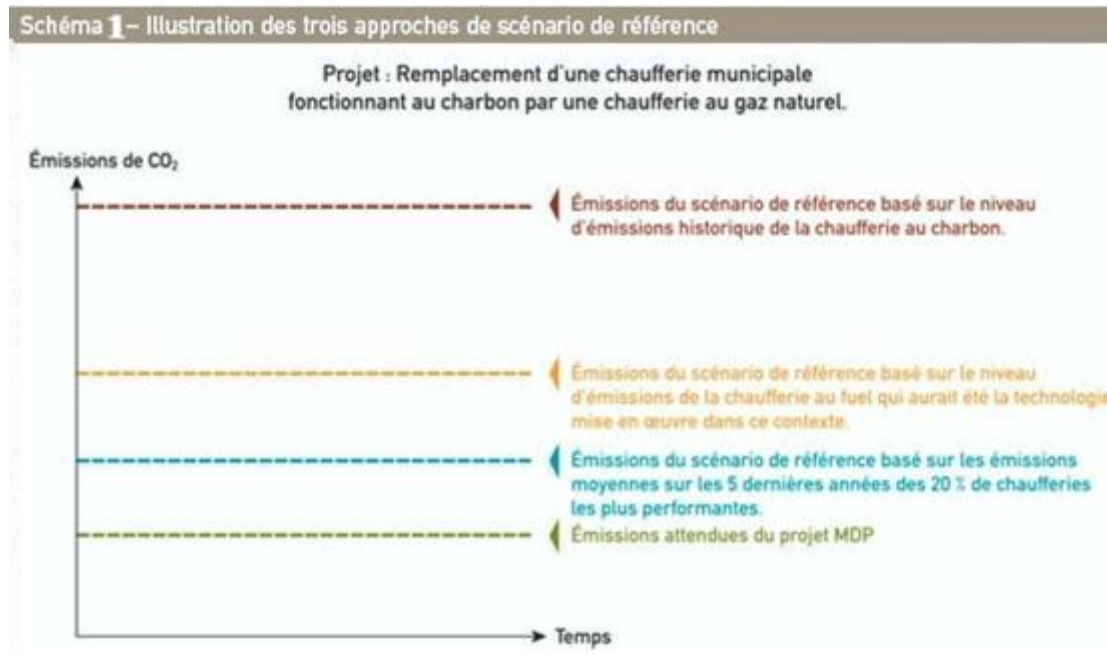 Schéma 1 – Illustration des trois approches de scénario de référence
Projet : Remplacement d'une chaufferie municipale
fonctionnant au charbon par une chaufferie au gaz naturel.
Émissions de CO₂
Émissions du scénario de référence basé sur le niveau
d'émissions historique de la chaufferie au charbon.
Émissions du scénario de référence basé sur le niveau
d'émissions de la chaufferie au fuel qui aurait été la technologie
mise en œuvre dans ce contexte.
Émissions du scénario de référence basé sur les émissions
moyennes sur les 5 dernières années des 20 % de chaufferies
les plus performantes.
Émissions attendues du projet MDP
Temps